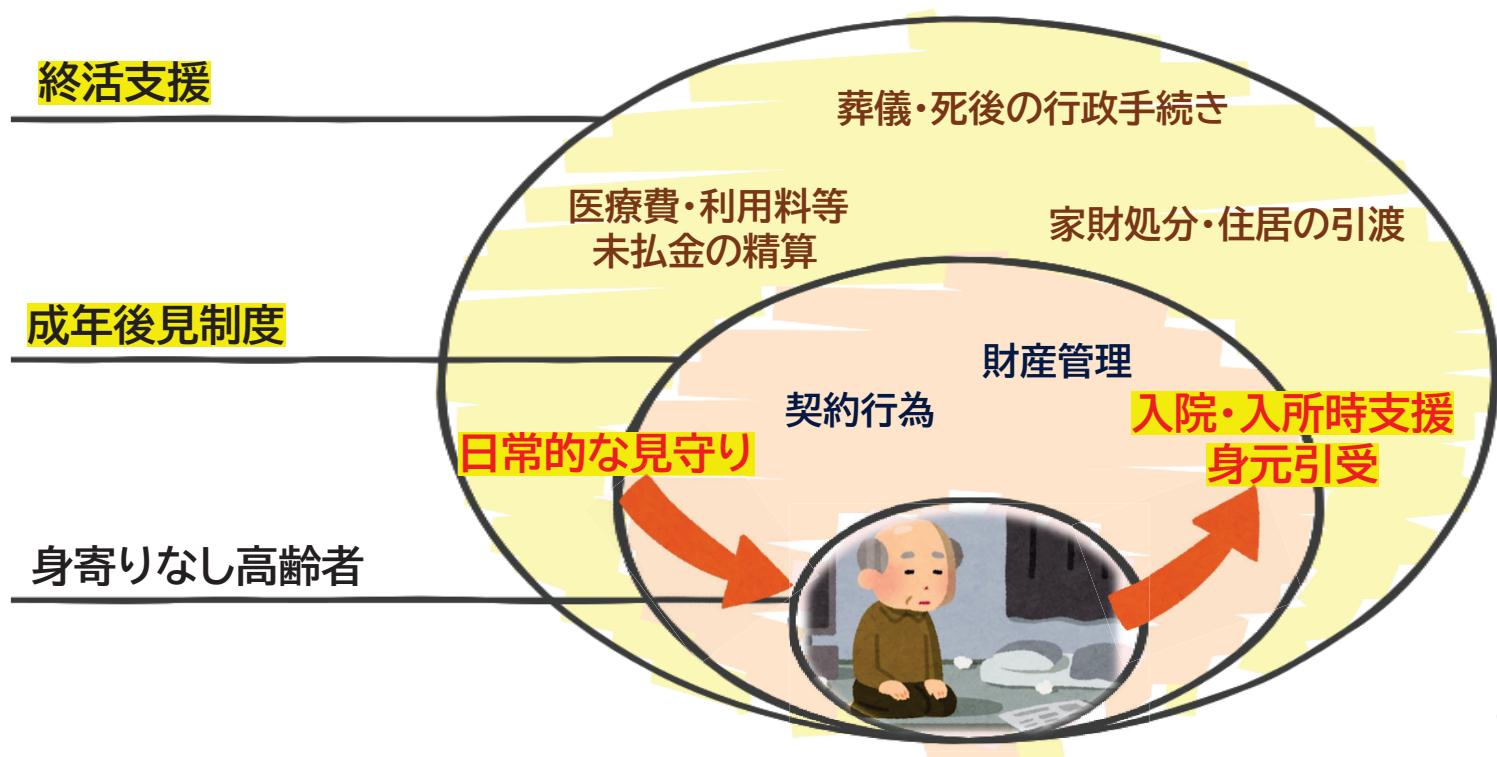 終活支援
葬儀・死後の行政手続き
医療費・利用料等
未払金の精算
家財処分・住居の引渡
成年後見制度
財産管理
契約行為
日常的な見守り
入院・入所時支援
身元引受
身寄りなし高齢者